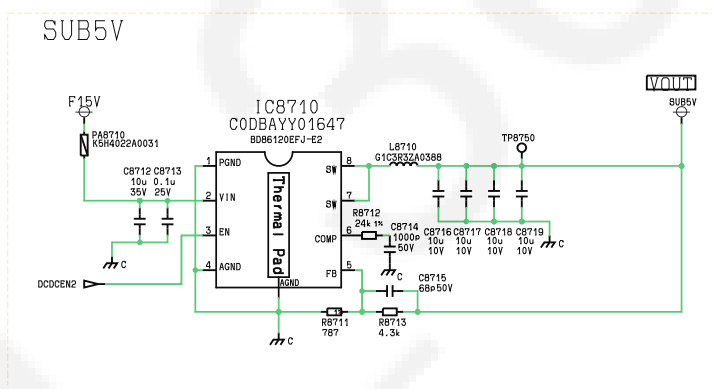 SUB5V
F15V
PA8710
K5H4022A0031
IC8710
C0DBAYY01647
BD86120EFJ-E2
VOUT
SUB5V
TP8750
L8710
G1C3R3ZA0388
1 PGND
2 VIN
3 EN
4 AGND
SW 8
SW 7
COMP 6
FB 5
Thermal Pad
AGND
C8712
10u
35V
C8713
0.1u
25V
R8712
24k 1%
C8714
1000p
50V
C
C8716
10u
10V
C8717
10u
10V
C8718
10u
10V
C8719
10u
10V
C
C
DCDCEN2
C8715
68p50V
R8711
787
1%
R8713
4.3k
C